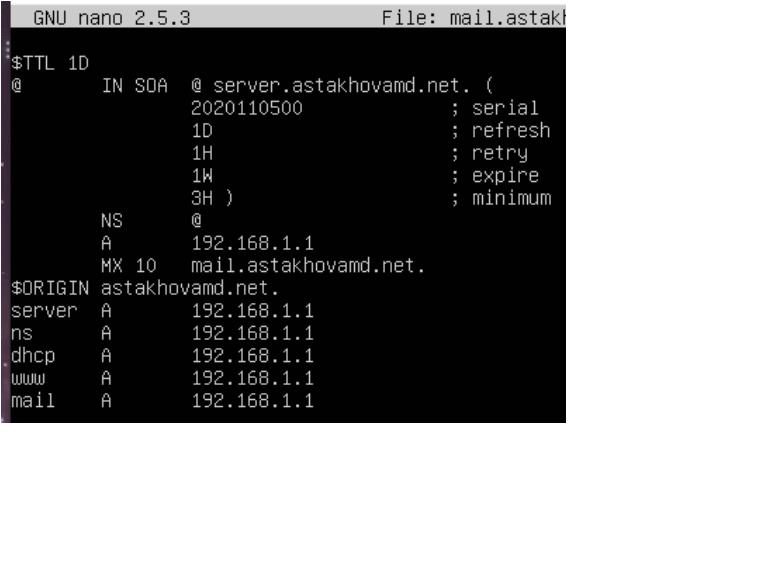 GNU nano 2.5.3 File: mail.astak
$TTL 1D
@ IN SOA @ server.astakhovamd.net. (
2020110500 ; serial
1D ; refresh
1H ; retry
1W ; expire
3H ) ; minimum
NS @
A 192.168.1.1
MX 10 mail.astakhovamd.net.
$ORIGIN astakhovamd.net.
server A 192.168.1.1
ns A 192.168.1.1
dhcp A 192.168.1.1
www A 192.168.1.1
mail A 192.168.1.1